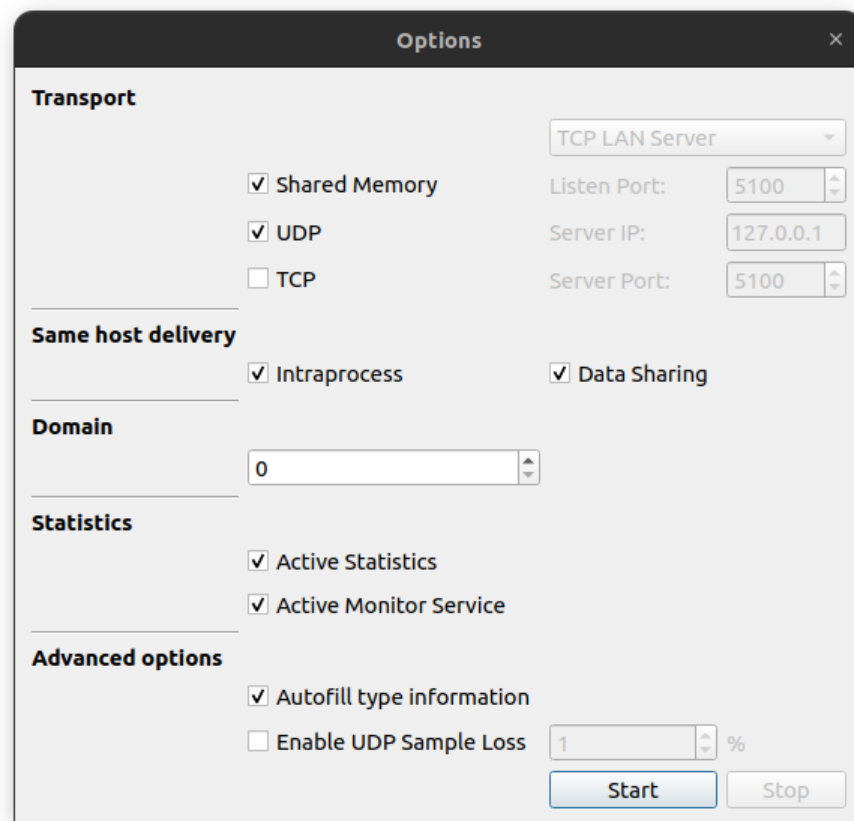 Options
Transport
TCP LAN Server
Shared Memory Listen Port: 5100
UDP Server IP: 127.0.0.1
TCP Server Port: 5100
Same host delivery
Intraprocess Data Sharing
Domain
0
Statistics
Active Statistics
Active Monitor Service
Advanced options
Autofill type information
Enable UDP Sample Loss 1 %
Start Stop